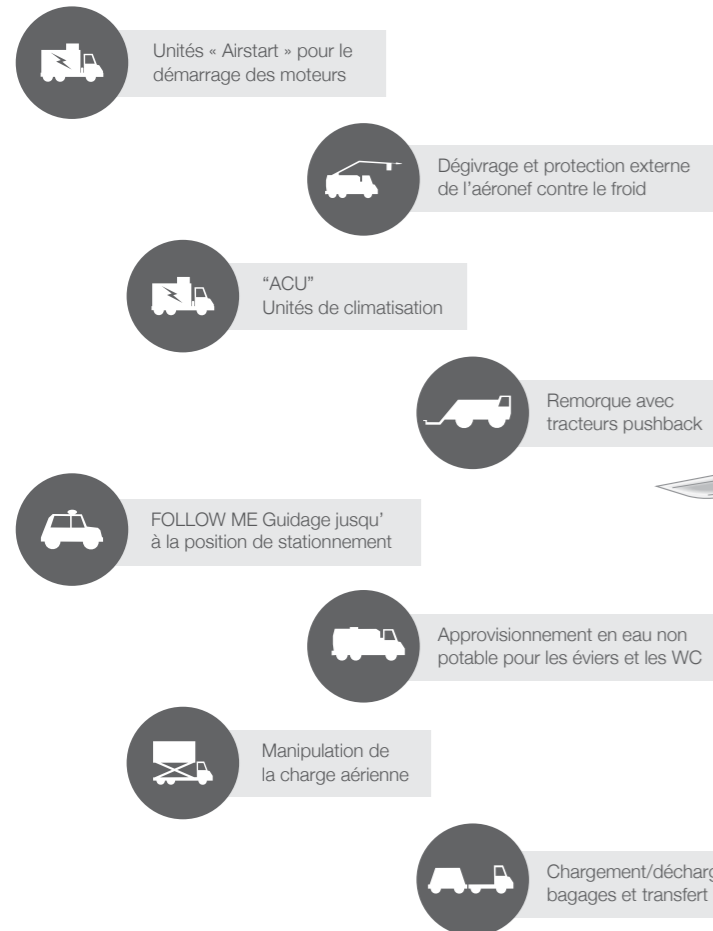 Unités « Airstart » pour le
démarrage des moteurs
Dégivrage et protection externe
de l'aéronef contre le froid
“ACU”
Unités de climatisation
Remorque avec
tracteurs pushback
FOLLOW ME Guidage jusqu'
à la position de stationnement
Approvisionnement en eau non
potable pour les éviers et les WC
Manipulation de
la charge aérienne
Chargement/décharg
bagages et transfert